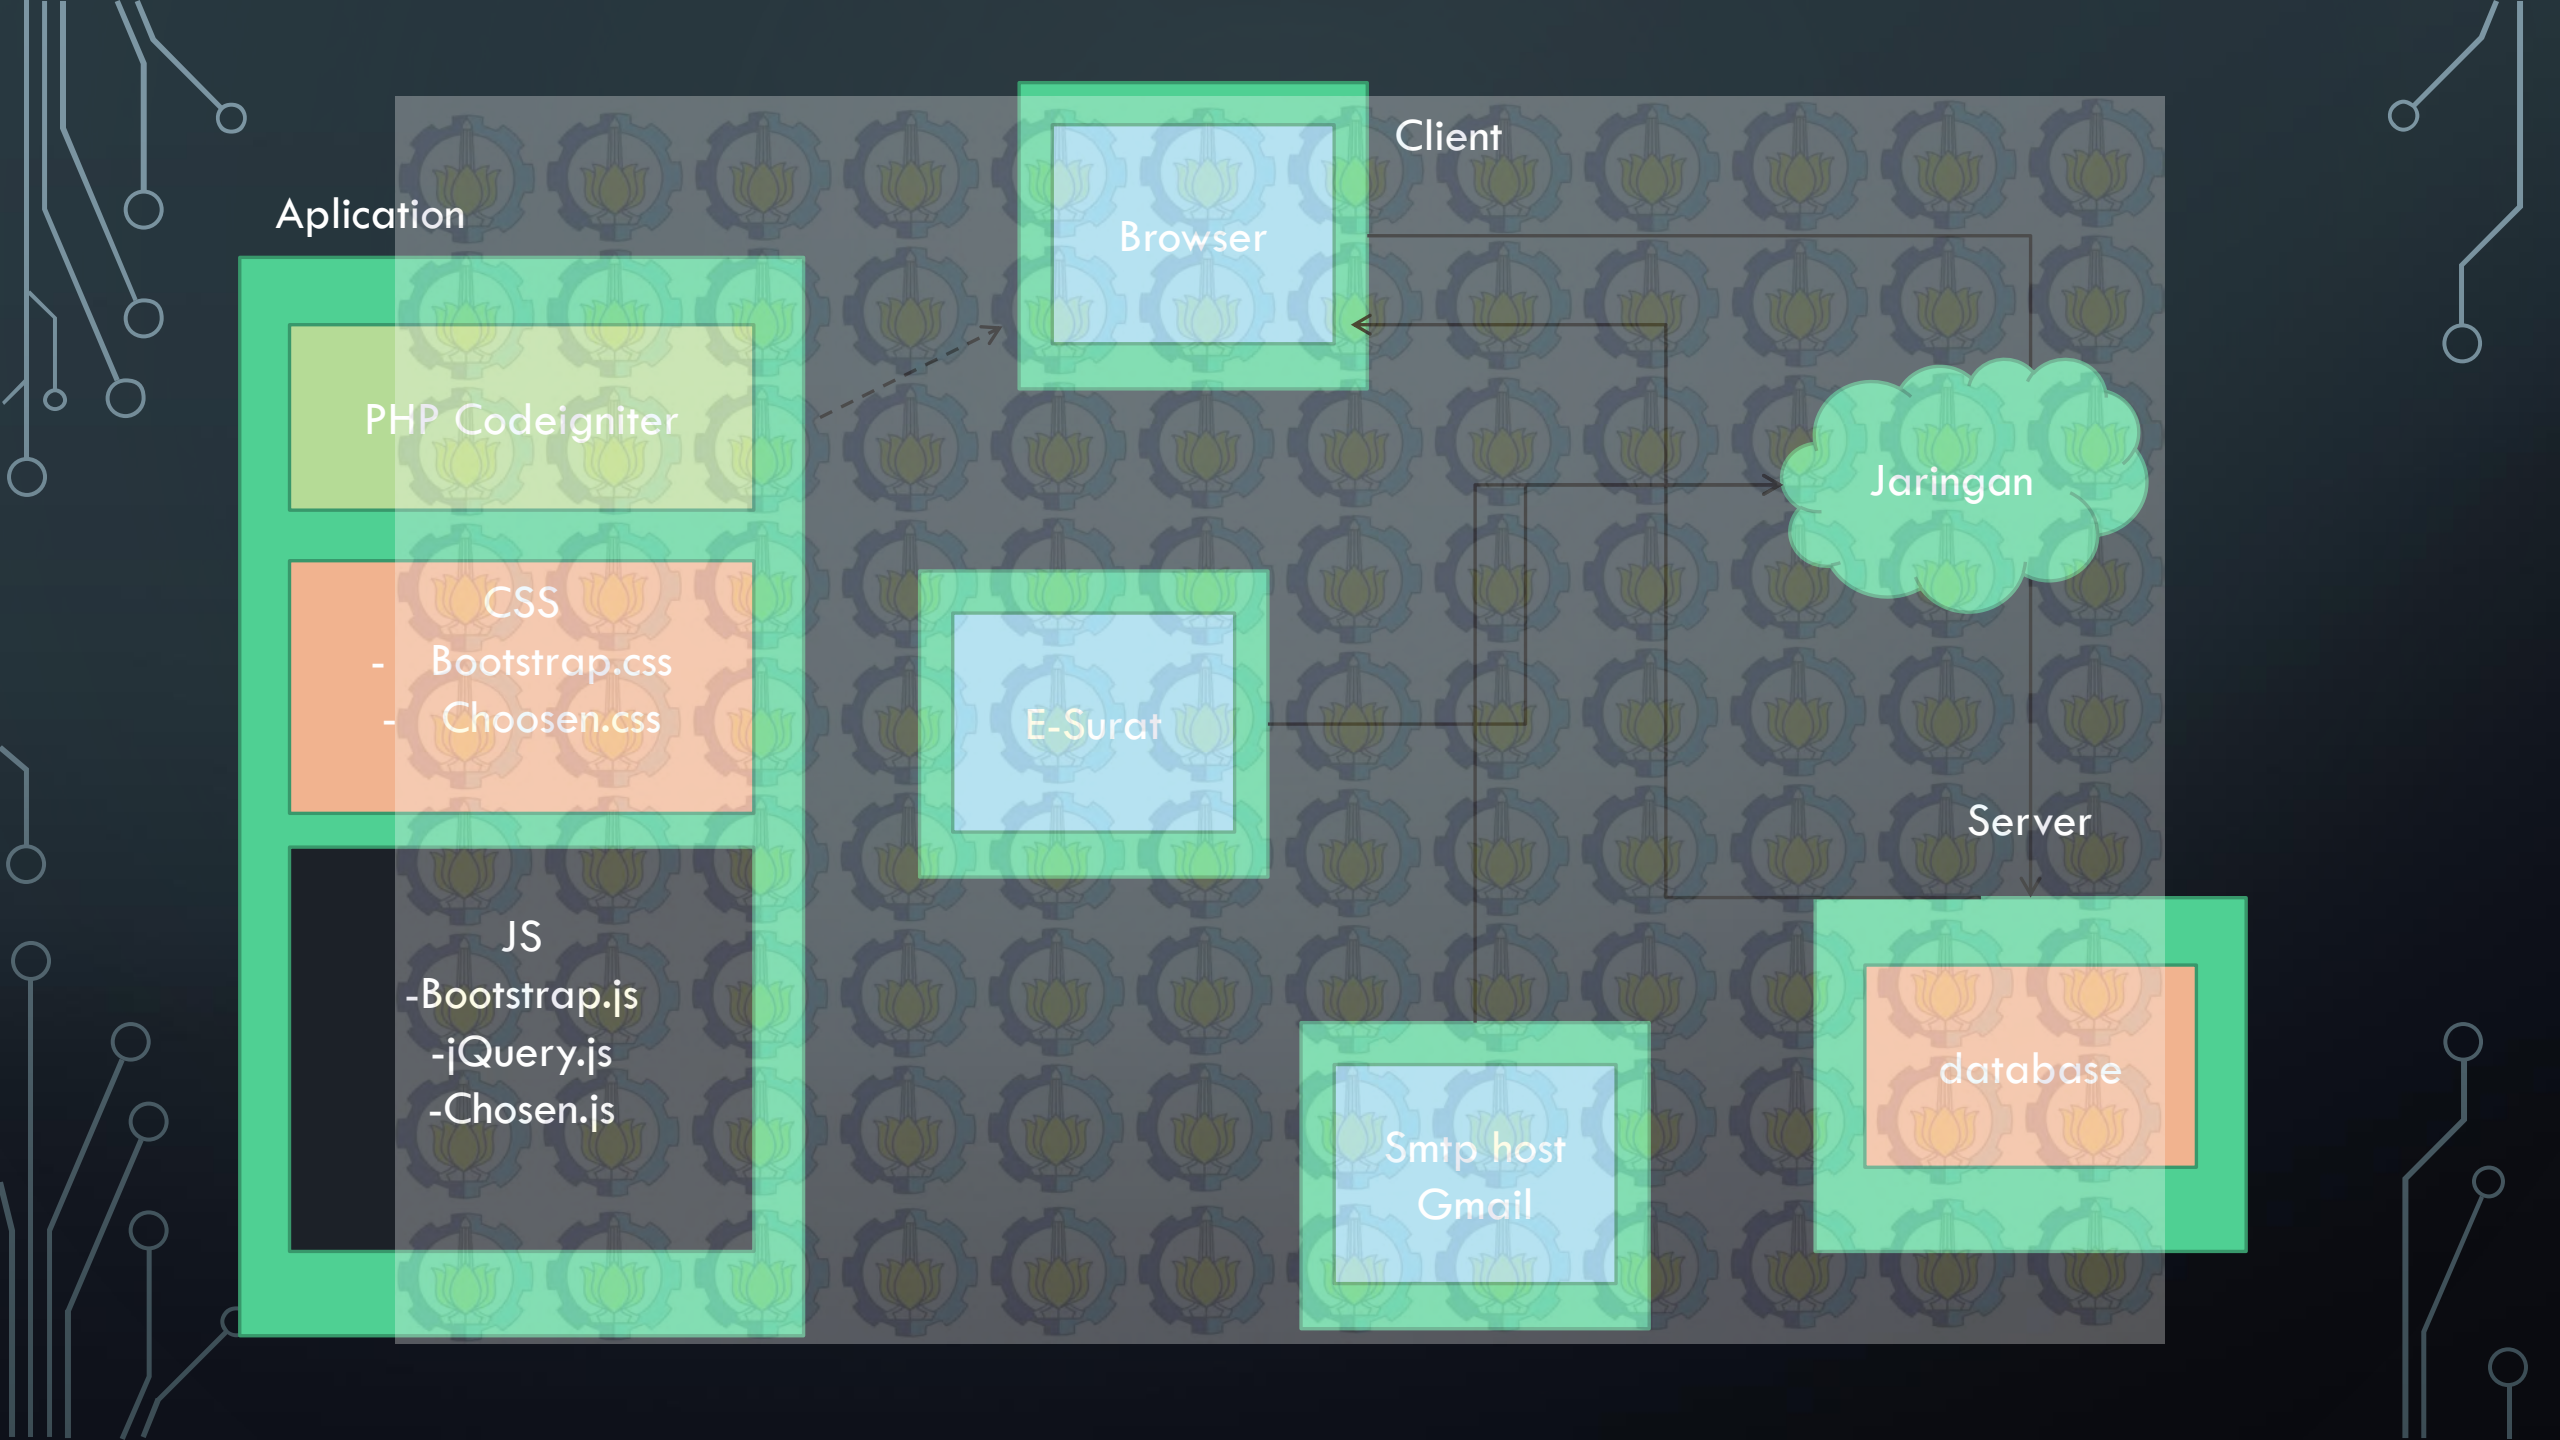 Client
Browser
Aplication
PHP Codeigniter
CSS
- Bootstrap.css
- Choosen.css
JS
-Bootstrap.js
-jQuery.js
-Chosen.js
E-Surat
Jaringan
Server
database
Smtp host
Gmail